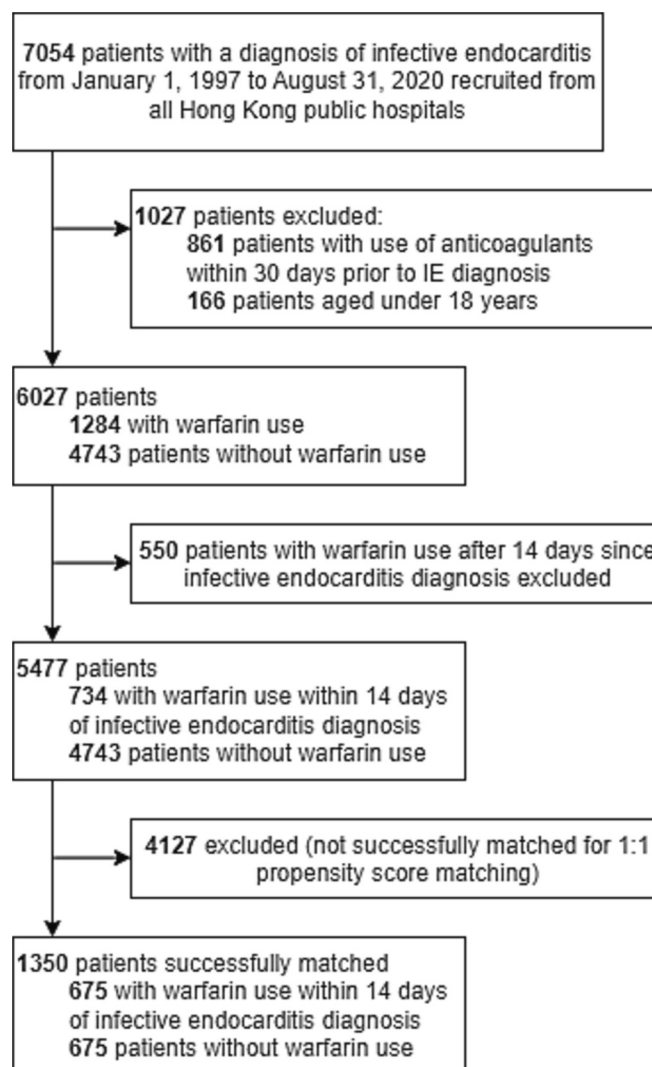 7054 patients with a diagnosis of infective endocarditis
from January 1, 1997 to August 31, 2020 recruited from
all Hong Kong public hospitals
1027 patients excluded:
861 patients with use of anticoagulants
within 30 days prior to IE diagnosis
166 patients aged under 18 years
6027 patients
1284 with warfarin use
4743 patients without warfarin use
550 patients with warfarin use after 14 days since
infective endocarditis diagnosis excluded
5477 patients
734 with warfarin use within 14 days
of infective endocarditis diagnosis
4743 patients without warfarin use
4127 excluded (not successfully matched for 1:1
propensity score matching)
1350 patients successfully matched
675 with warfarin use within 14 days
of infective endocarditis diagnosis
675 patients without warfarin use